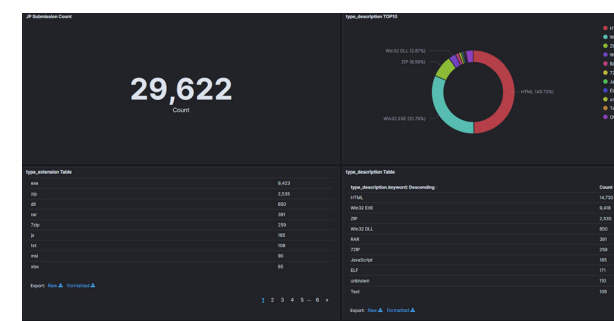 JP Submission Count
29,622
Count
type_description TOP10
Win32 DLL (2.87%)
ZIP (8.56%)
Win32 EXE (31.79%)
HTML (49.73%)
type_extension Table
exe 9,423
zip 2,535
dll 850
rar 381
7zip 259
js 165
txt 109
msi 90
xlsx 85
Export: Raw Formatted
1 2 3 4 5 … 6 »
type_description Table
type_description.keyword: Descending Count
HTML 14,730
Win32 EXE 9,418
ZIP 2,535
Win32 DLL 850
RAR 381
7ZIP 259
JavaScript 165
ELF 171
unknown 110
Text 109
Export: Raw Formatted